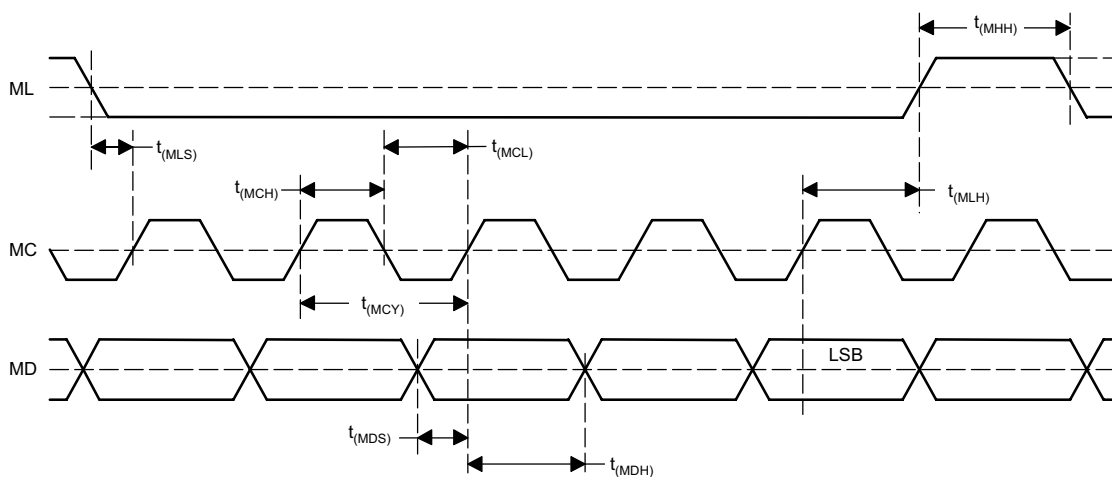 t(MHH)
ML
t(MLS)
t(MCL)
t(MCH)
t(MLH)
MC
t(MCY)
LSB
MD
t(MDS)
t(MDH)